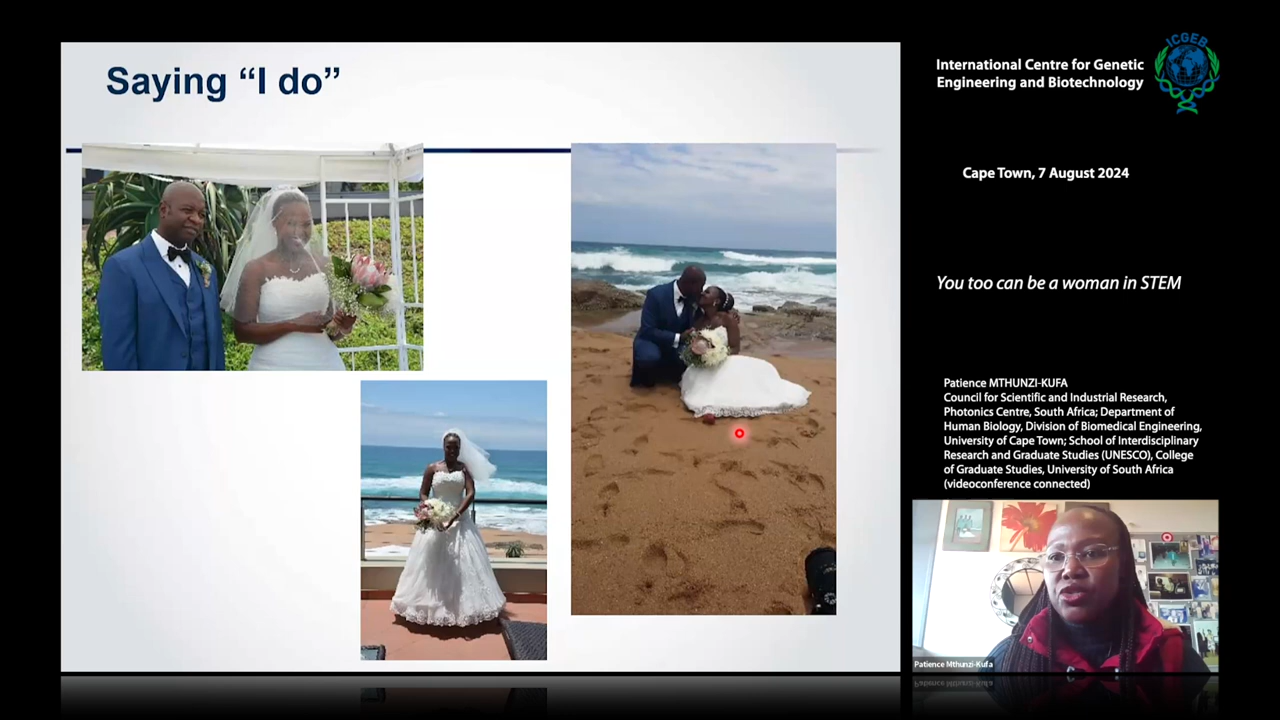 Saying “I do”
International Centre for Genetic
Engineering and Biotechnology
ICGEB
Cape Town, 7 August 2024
You too can be a woman in STEM
Patience MTHUNZI-KUFA
Council for Scientific and Industrial Research,
Photonics Centre, South Africa; Department of
Human Biology, Division of Biomedical Engineering,
University of Cape Town; School of Interdisciplinary
Research and Graduate Studies (UNESCO), College
of Graduate Studies, University of South Africa
(videoconference connected)
Patience Mthunzi-Kufa